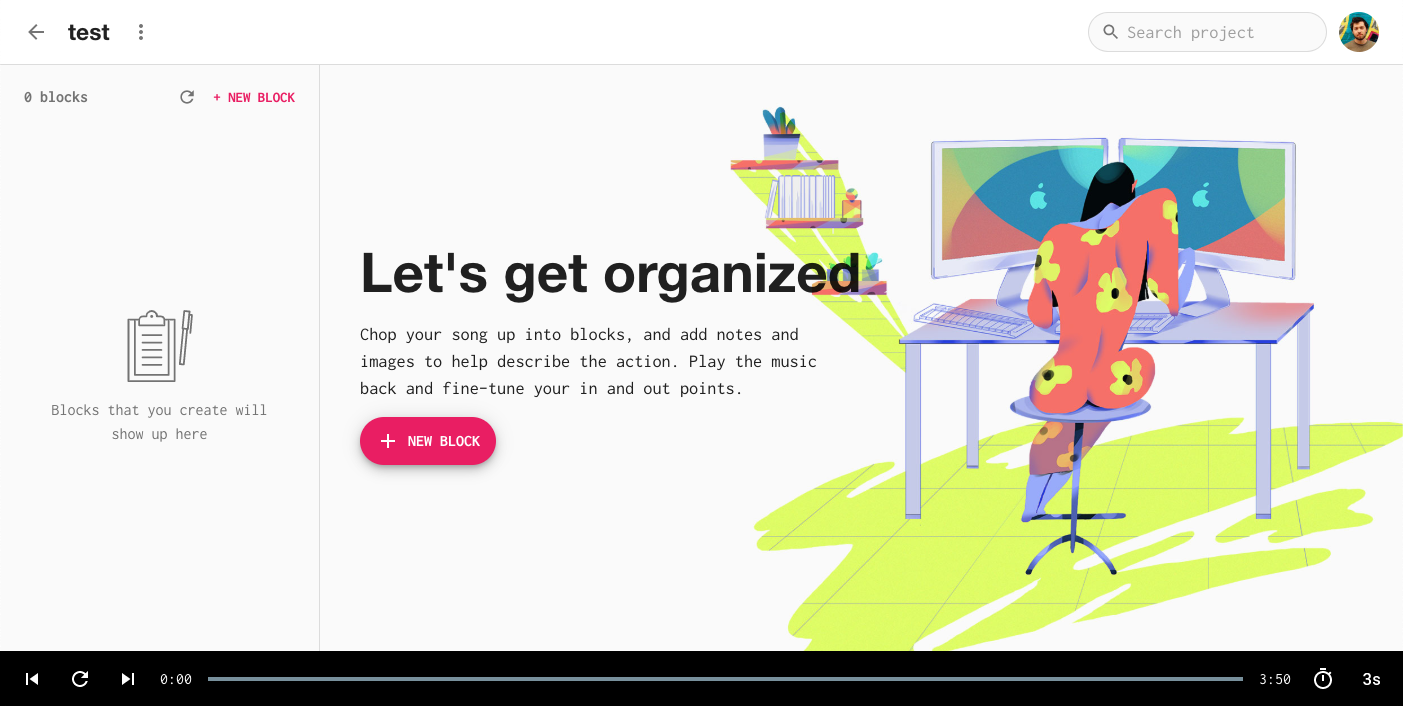 test
Search project
0 blocks
+ NEW BLOCK
Blocks that you create will
show up here
Let's get organized
Chop your song up into blocks, and add notes and
images to help describe the action. Play the music
back and fine-tune your in and out points.
+ NEW BLOCK
0:00
3:50
3s